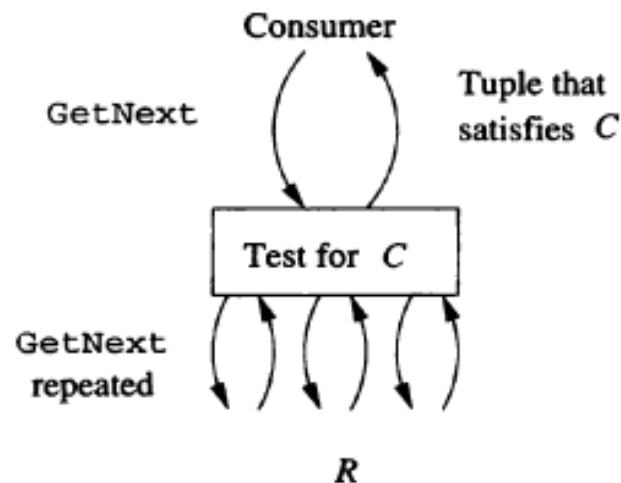 Consumer
GetNext
Tuple that
satisfies C
Test for C
GetNext
repeated
R